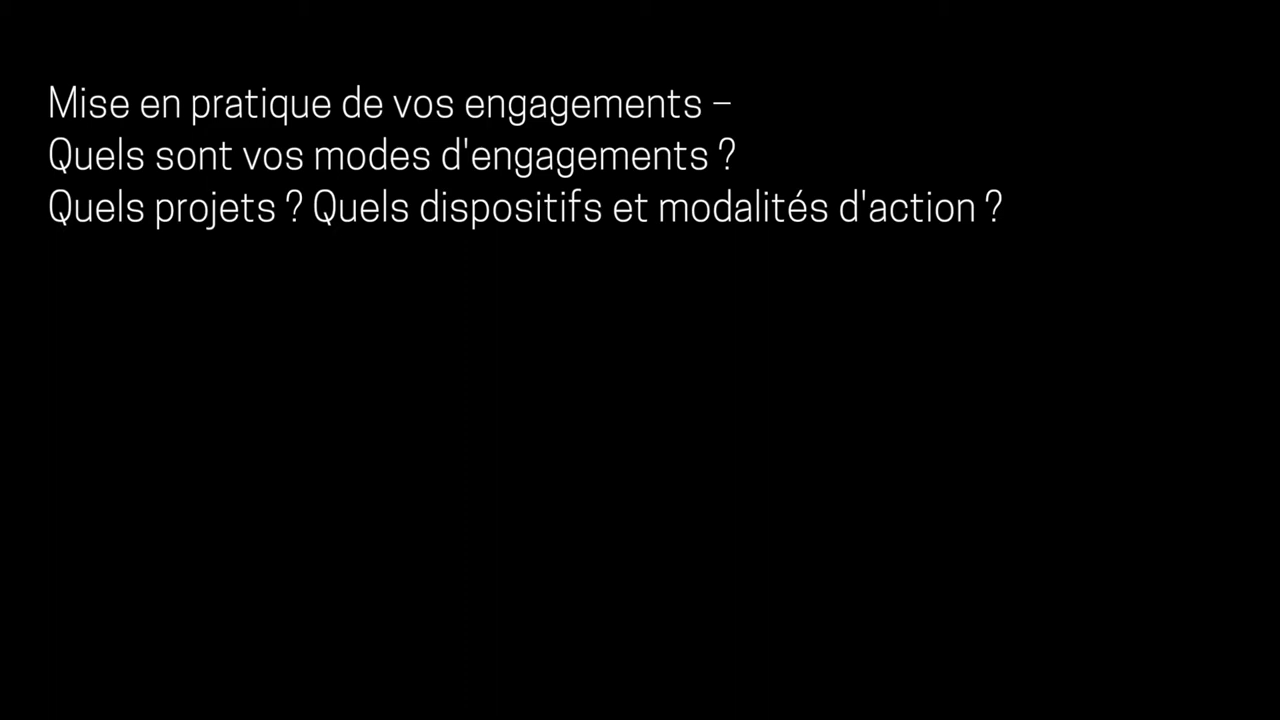 Mise en pratique de vos engagements –
Quels sont vos modes d'engagements ?
Quels projets ? Quels dispositifs et modalités d'action ?